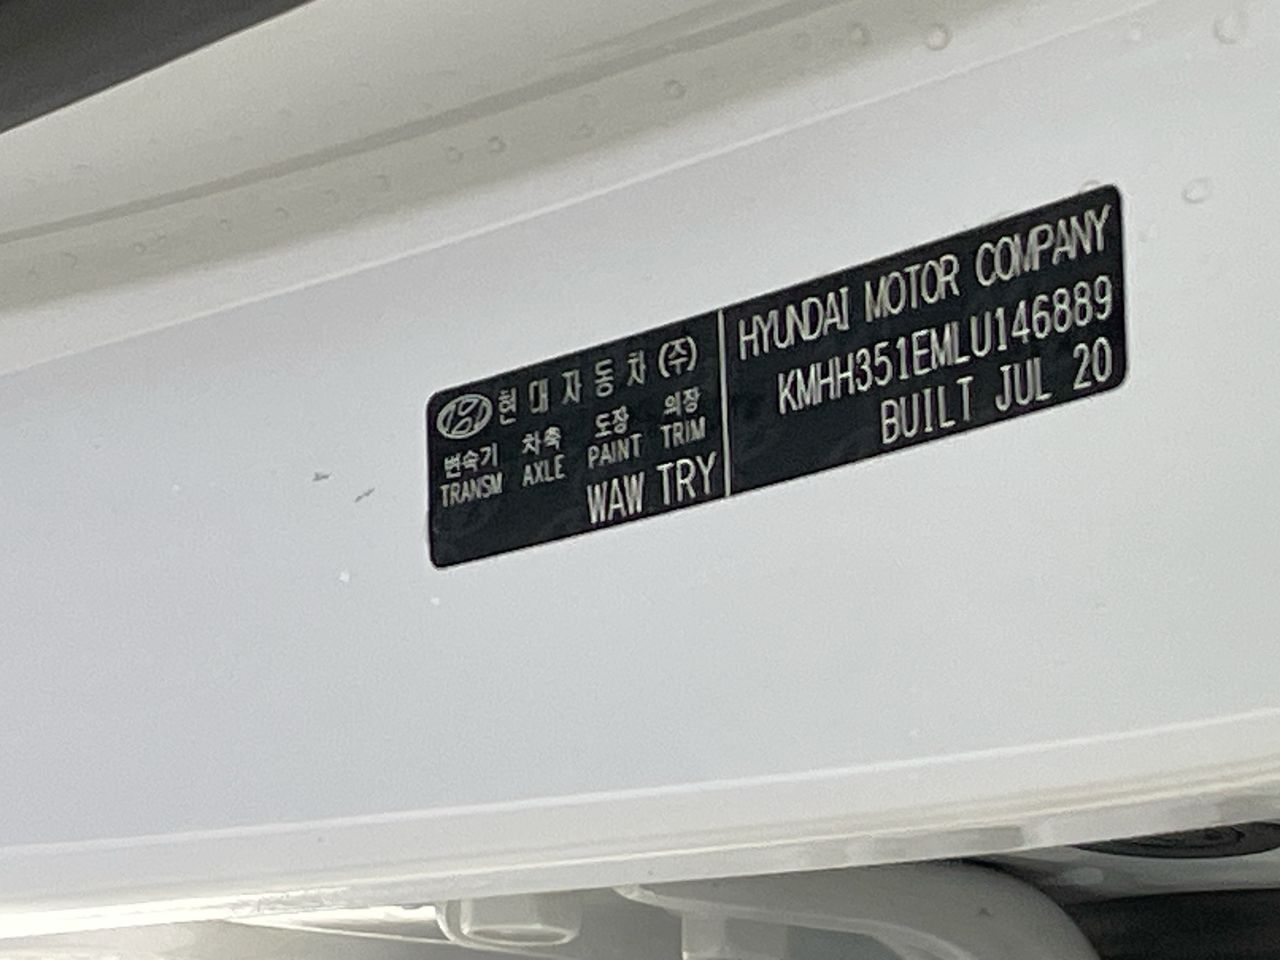 현대자동차(주)
변속기 차축 도장 의장
TRANSM AXLE PAINT TRIM
WAW TRY
HYUNDAI MOTOR COMPANY
KMHH351EMLU146889
BUILT JUL 20